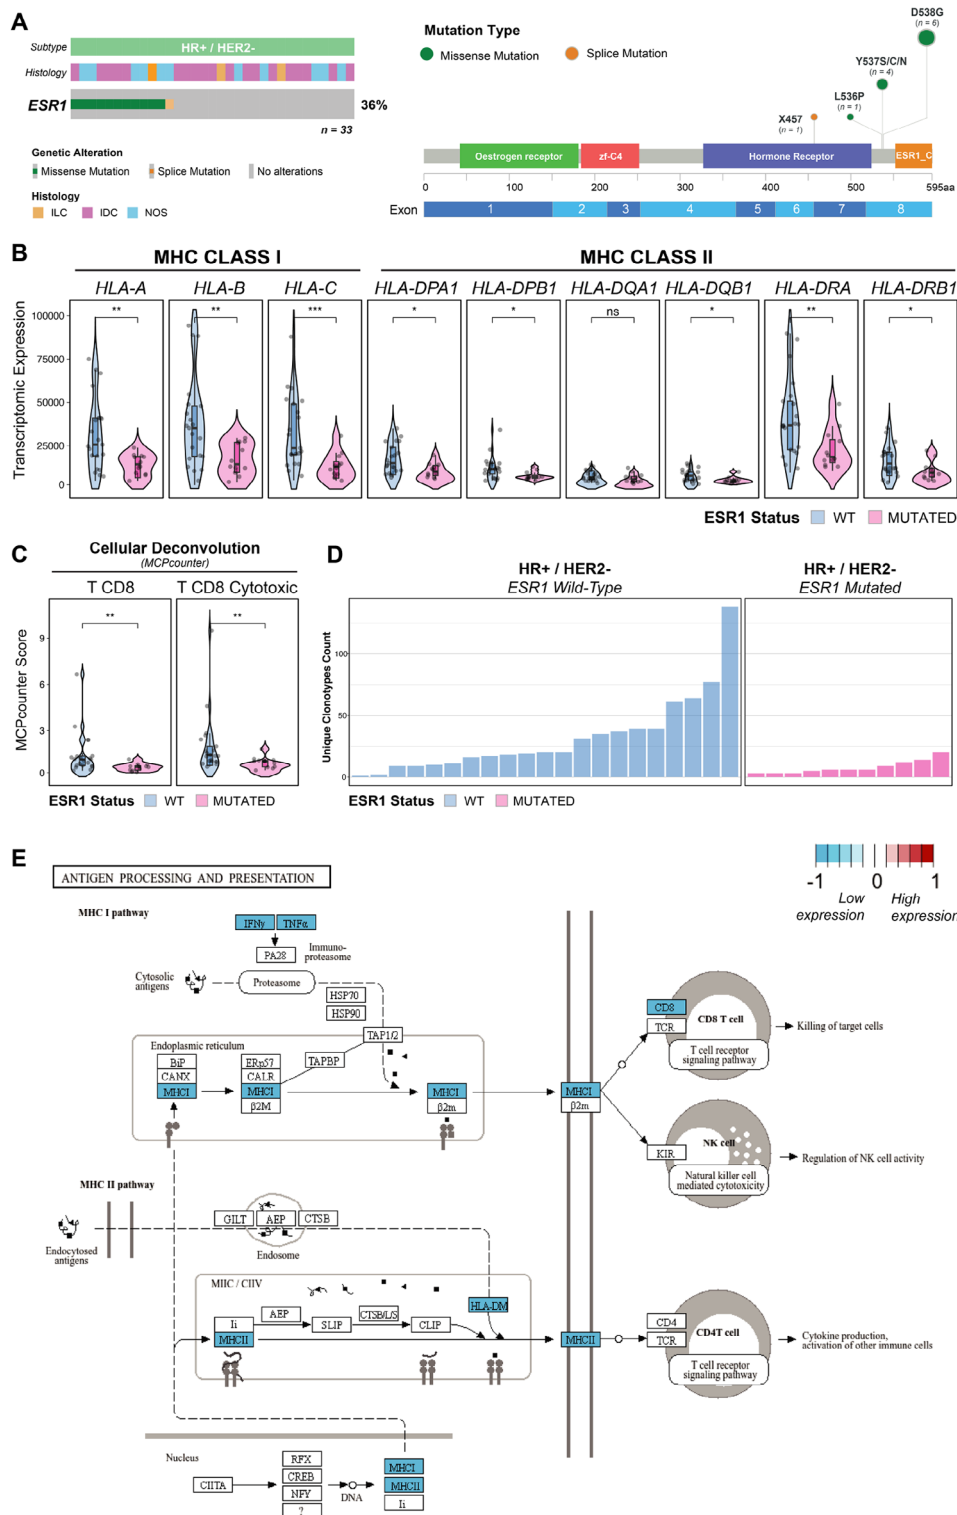 A
Subtype
HR+ / HER2-
Histology
ESR1
36%
n = 33
Genetic Alteration
Missense Mutation
Splice Mutation
No alterations
Histology
ILC
IDC
NOS
Mutation Type
Missense Mutation
Splice Mutation
D538G
(n = 6)
Y537S/C/N
(n = 4)
L536P
(n = 1)
X457
(n = 1)
Oestrogen receptor
zf-C4
Hormone Receptor
ESR1_C
0
100
200
300
400
500
595aa
Exon
1
2
3
4
5
6
7
8
B
MHC CLASS I
MHC CLASS II
HLA-A
HLA-B
HLA-C
HLA-DPA1
HLA-DPB1
HLA-DQA1
HLA-DQB1
HLA-DRA
HLA-DRB1
Transcriptomic Expression
100000
75000
50000
25000
0
**
**
***
*
*
ns
*
**
*
ESR1 Status
WT
MUTATED
C
Cellular Deconvolution
(MCPcounter)
T CD8
T CD8 Cytotoxic
MCPcounter Score
9
6
3
0
**
**
ESR1 Status
WT
MUTATED
D
HR+ / HER2-
ESR1 Wild-Type
HR+ / HER2-
ESR1 Mutated
Unique Clonotypes Count
100
50
0
ESR1 Status
WT
MUTATED
E
-1
0
1
Low
expression
High
expression
ANTIGEN PROCESSING AND PRESENTATION
MHC I pathway
IFNγ
TNFα
PA28
Immuno-
proteasome
Cytosolic
antigens
Proteasome
HSP70
HSP90
TAP1/2
Endoplasmic reticulum
BiP
CANX
MHCI
ERp57
CALR
MHCI
β2M
TAPBP
MHCI
β2m
MHCI
β2m
CD8
TCR
CD8 T cell
T cell receptor
signaling pathway
Killing of target cells
KIR
NK cell
Natural killer cell
mediated cytotoxicity
Regulation of NK cell activity
MHC II pathway
Endocytosed
antigens
GILT
AEP
CTSB
Endosome
MIIC / CIIV
Ii
MHCII
AEP
SLIP
CTSB/L/S
CLIP
HLA-DM
MHCII
CD4
TCR
CD4T cell
T cell receptor
signaling pathway
Cytokine production,
activation of other immune cells
Nucleus
CIITA
RFX
CREB
NFY
?
DNA
MHCI
MHCII
Ii